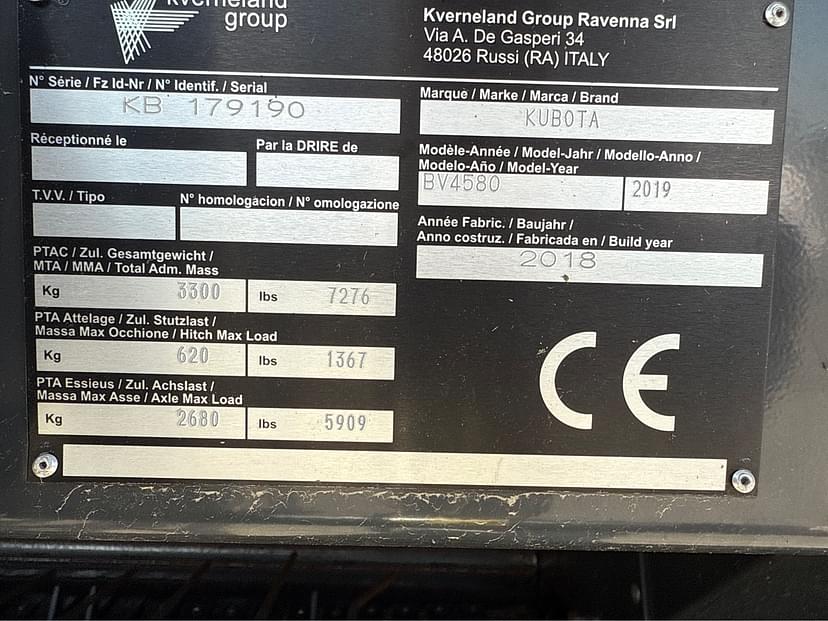 kverneland
group
Kverneland Group Ravenna Srl
Via A. De Gasperi 34
48026 Russi (RA) ITALY
N° Série / Fz Id-Nr / N° Identif. / Serial
KB 179190
Marque / Marke / Marca / Brand
KUBOTA
Réceptionné le
Par la DRIRE de
Modèle-Année / Model-Jahr / Modello-Anno /
Modelo-Año / Model-Year
BV4580
2019
T.V.V. / Tipo
N° homologàcion / N° omologazione
Année Fabric. / Baujahr /
Anno costruz. / Fabricada en / Build year
2018
PTAC / Zul. Gesamtgewicht /
MTA / MMA / Total Adm. Mass
Kg 3300 lbs 7276
PTA Attelage / Zul. Stutzlast /
Massa Max Occhione / Hitch Max Load
Kg 620 lbs 1367
PTA Essieus / Zul. Achslast /
Massa Max Asse / Axle Max Load
Kg 2680 lbs 5909
CE